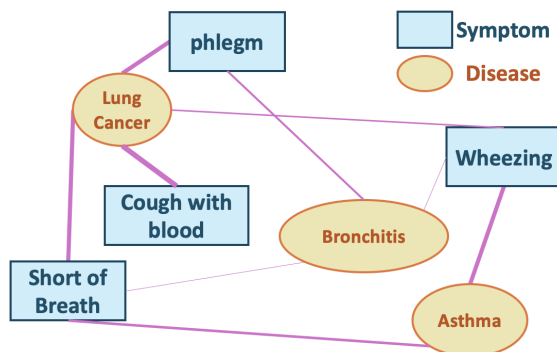 phlegm
Symptom
Disease
Lung
Cancer
Wheezing
Cough with
blood
Bronchitis
Short of
Breath
Asthma